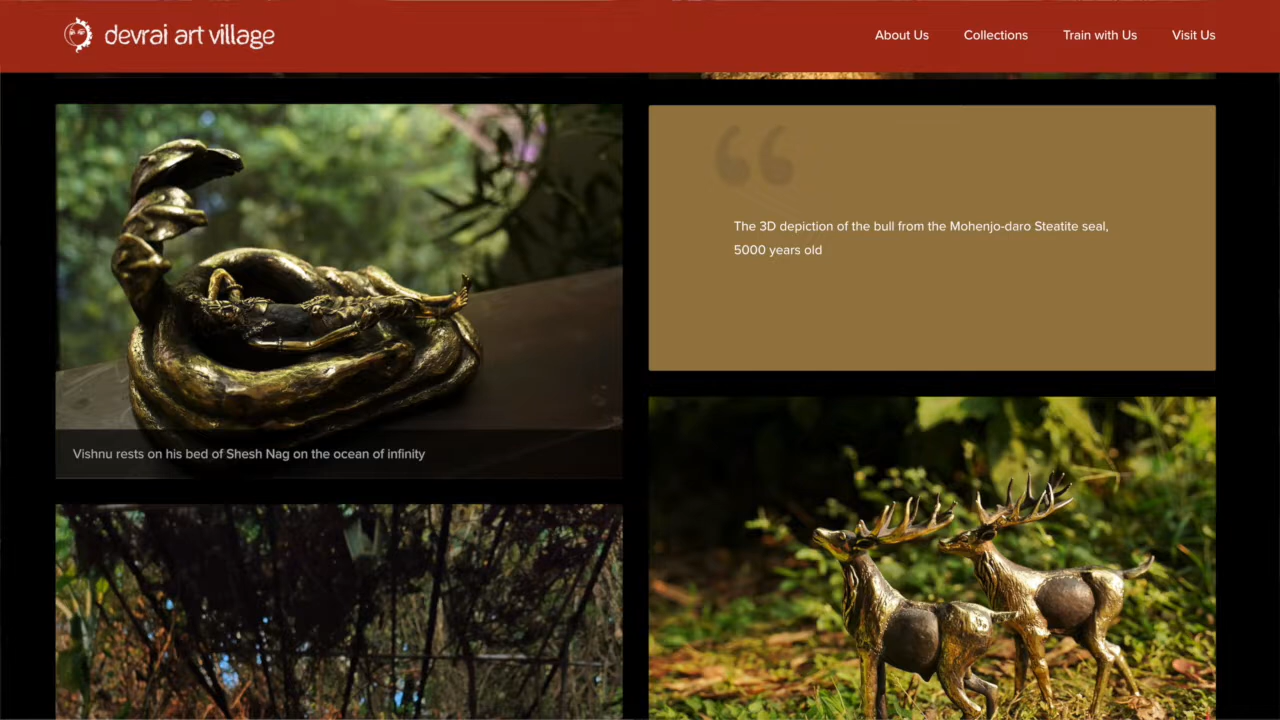 devrai art village
About Us
Collections
Train with Us
Visit Us
“
The 3D depiction of the bull from the Mohenjo-daro Steatite seal,
5000 years old
Vishnu rests on his bed of Shesh Nag on the ocean of infinity